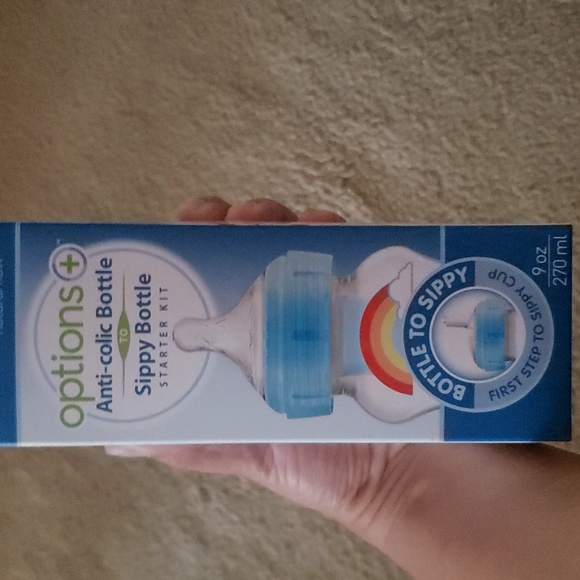 options+™
Anti-colic Bottle
TO
Sippy Bottle
STARTER KIT
BOTTLE TO SIPPY
FIRST STEP TO SIPPY CUP
9 oz
270 ml